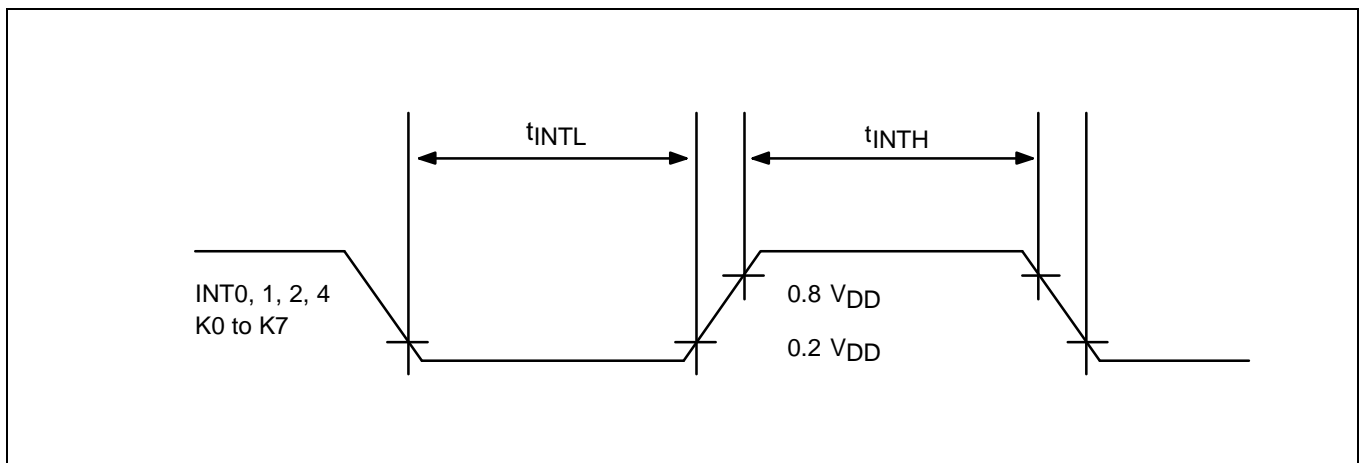 tINTL
tINTH
INT0, 1, 2, 4
K0 to K7
0.8 VDD
0.2 VDD